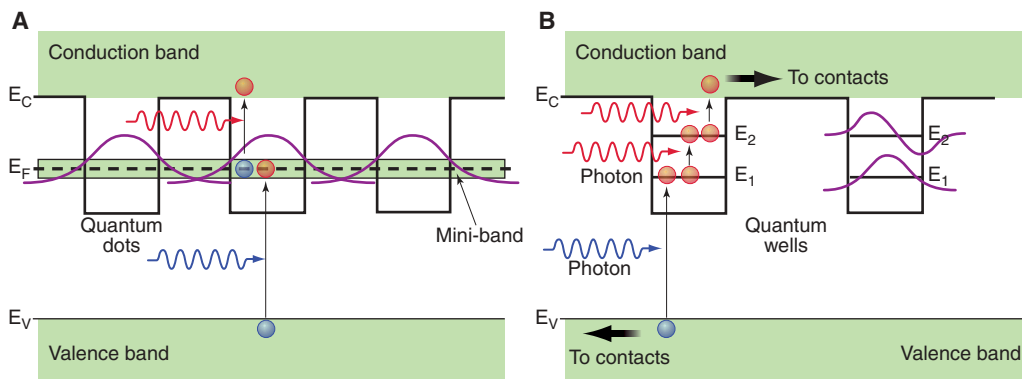 A
Conduction band
E_C
E_F
Quantum
dots
Mini-band
E_V
Valence band
B
Conduction band
To contacts
E_C
E_2
E_2
Photon
E_1
E_1
Quantum
wells
Photon
E_V
To contacts
Valence band